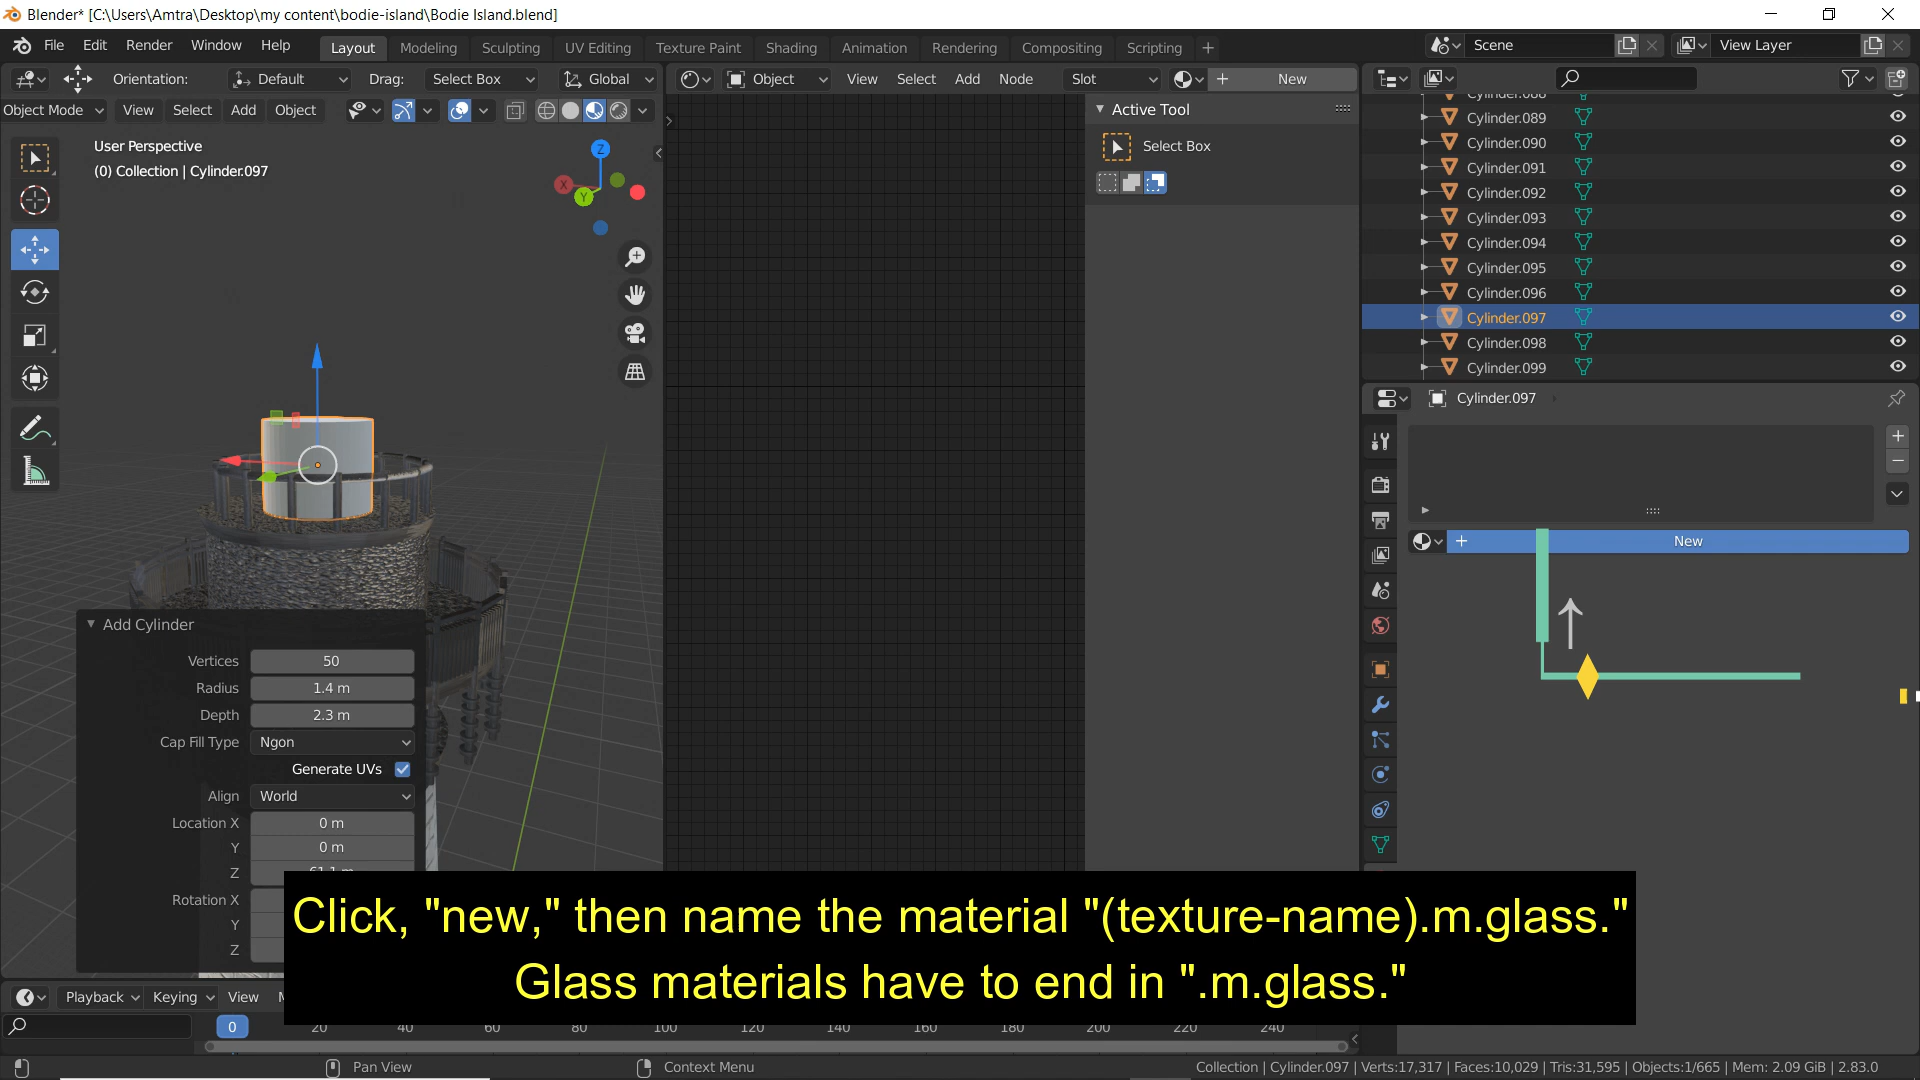 Blender* [C:\Users\Amtra\Desktop\my content\bodie-island\Bodie Island.blend]
File Edit Render Window Help Layout Modeling Sculpting UV Editing Texture Paint Shading Animation Rendering Compositing Scripting Scene View Layer
Orientation: Default Drag: Select Box Global Object View Select Add Node Slot New
Object Mode View Select Add Object
User Perspective
(0) Collection | Cylinder.097
Z
X
Y
Active Tool
Select Box
Cylinder.088
Cylinder.089
Cylinder.090
Cylinder.091
Cylinder.092
Cylinder.093
Cylinder.094
Cylinder.095
Cylinder.096
Cylinder.097
Cylinder.098
Cylinder.099
Cylinder.097
New
Add Cylinder
Vertices 50
Radius 1.4 m
Depth 2.3 m
Cap Fill Type Ngon
Generate UVs
Align World
Location X 0 m
Y 0 m
Z 61.1 m
Rotation X
Y
Z
Click, "new," then name the material "(texture-name).m.glass."
Glass materials have to end in ".m.glass."
Playback Keying View
0 20 40 60 80 100 120 140 160 180 200 220 240
Pan View Context Menu Collection | Cylinder.097 | Verts:17,317 | Faces:10,029 | Tris:31,595 | Objects:1/665 | Mem: 2.09 GiB | 2.83.0